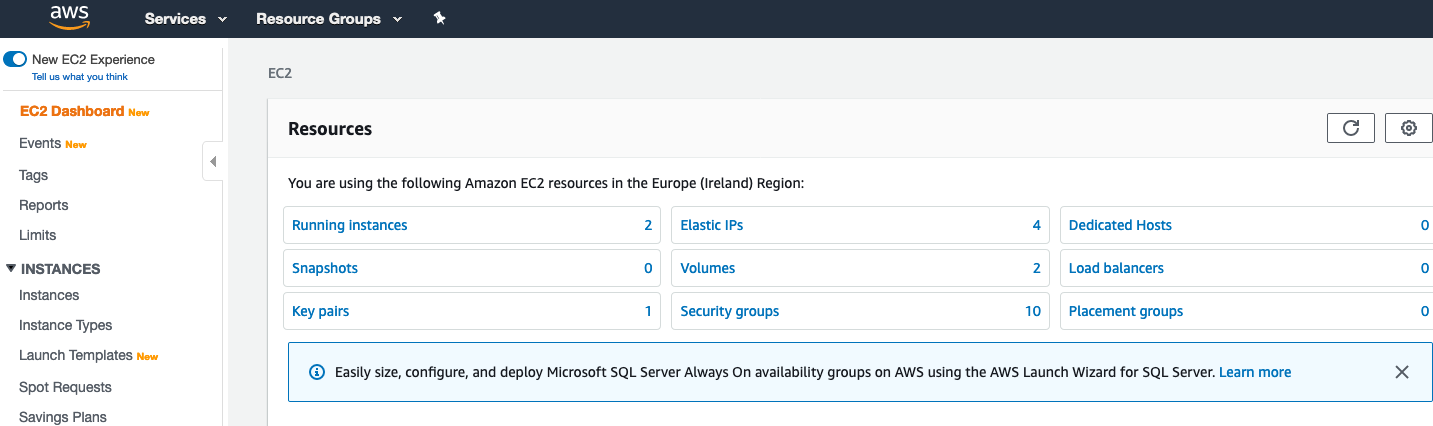 aws Services Resource Groups
New EC2 Experience
Tell us what you think
EC2 Dashboard New
Events New
Tags
Reports
Limits
INSTANCES
Instances
Instance Types
Launch Templates New
Spot Requests
Savings Plans
EC2
Resources
You are using the following Amazon EC2 resources in the Europe (Ireland) Region:
Running instances 2 Elastic IPs 4 Dedicated Hosts 0
Snapshots 0 Volumes 2 Load balancers 0
Key pairs 1 Security groups 10 Placement groups 0
Easily size, configure, and deploy Microsoft SQL Server Always On availability groups on AWS using the AWS Launch Wizard for SQL Server. Learn more